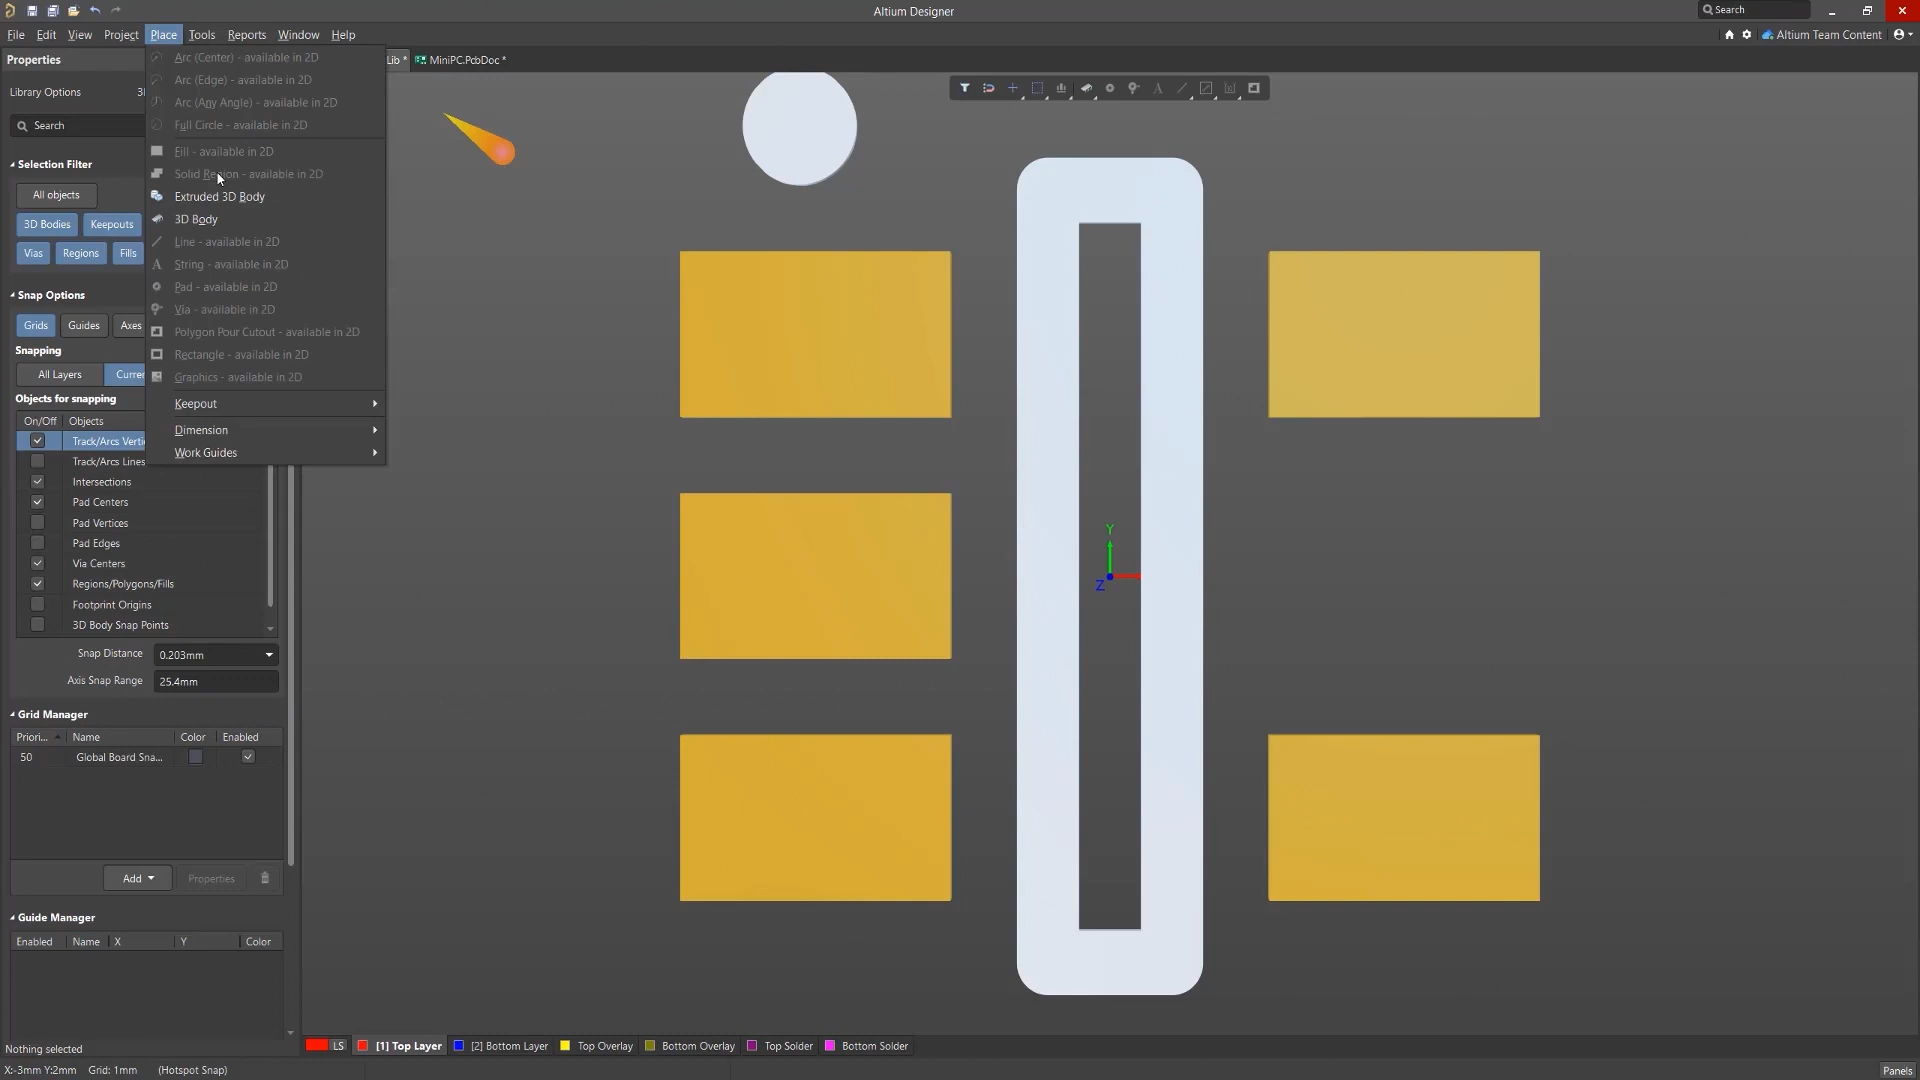 Altium Designer
Search
File Edit View Project Place Tools Reports Window Help
Altium Team Content
Properties
Lib *
MiniPC.PcbDoc *
Library Options
Search
Selection Filter
All objects
3D Bodies Keepouts
Vias Regions Fills
Snap Options
Grids Guides Axes
Snapping
All Layers
Objects for snapping
On/Off Objects
Track/Arcs Lines
Intersections
Pad Centers
Pad Vertices
Pad Edges
Via Centers
Regions/Polygons/Fills
Footprint Origins
3D Body Snap Points
Snap Distance 0.203mm
Axis Snap Range 25.4mm
Grid Manager
Priori... Name Color Enabled
50 Global Board Sna...
Add Properties
Guide Manager
Enabled Name X Y Color
Nothing selected
X:-3mm Y:2mm Grid: 1mm (Hotspot Snap)
Arc (Center) - available in 2D
Arc (Edge) - available in 2D
Arc (Any Angle) - available in 2D
Full Circle - available in 2D
Fill - available in 2D
Solid Region - available in 2D
Extruded 3D Body
3D Body
Line - available in 2D
String - available in 2D
Pad - available in 2D
Via - available in 2D
Polygon Pour Cutout - available in 2D
Rectangle - available in 2D
Graphics - available in 2D
Keepout
Dimension
Work Guides
Y
Z
LS [1] Top Layer [2] Bottom Layer Top Overlay Bottom Overlay Top Solder Bottom Solder
Panels